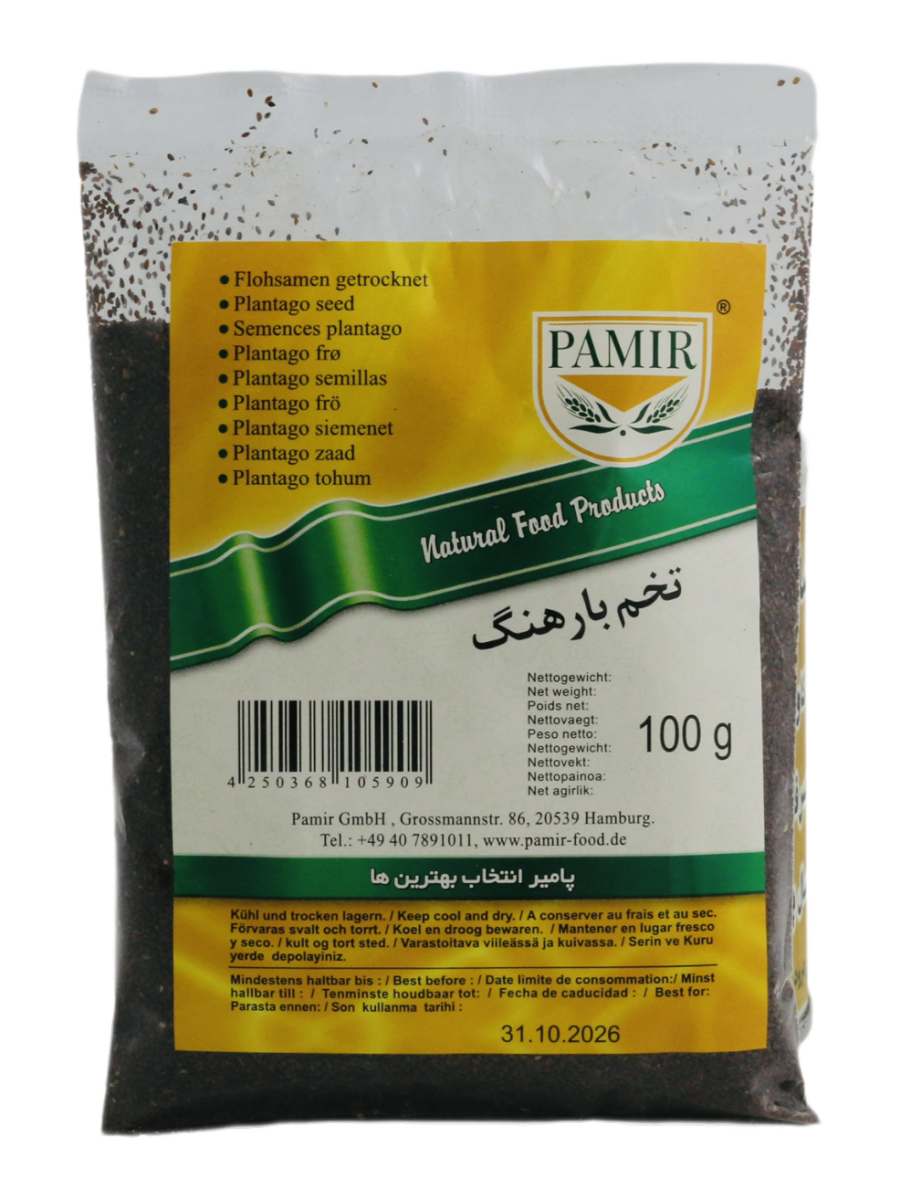 ● Flohsamen getrocknet
● Plantago seed
● Semences plantago
● Plantago frø
● Plantago semillas
● Plantago frö
● Plantago siemenet
● Plantago zaad
● Plantago tohum
®
PAMIR
Natural Food Products
تخم بارهنگ
Nettogewicht:
Net weight:
Poids net:
Nettovaegt:
Peso netto:
Nettogewicht:
Nettovekt:
Nettopainoa:
Net agirlik:
100 g
4 250368 105909
Pamir GmbH , Grossmannstr. 86, 20539 Hamburg.
Tel.: +49 40 7891011, www.pamir-food.de
پامیر انتخاب بهترین ها
Kühl und trocken lagern. / Keep cool and dry. / A conserver au frais et au sec.
Förvaras svalt och torrt. / Koel en droog bewaren. / Mantener en lugar fresco
y seco. / kult og tort sted. / Varastoitava viileässä ja kuivassa. / Serin ve Kuru
yerde depolayiniz.
Mindestens haltbar bis : / Best before : / Date limite de consommation:/ Minst
hallbar till : / Tenminste houdbaar tot: / Fecha de caducidad : / Best for:
Parasta ennen: / Son kullanma tarihi :
31.10.2026